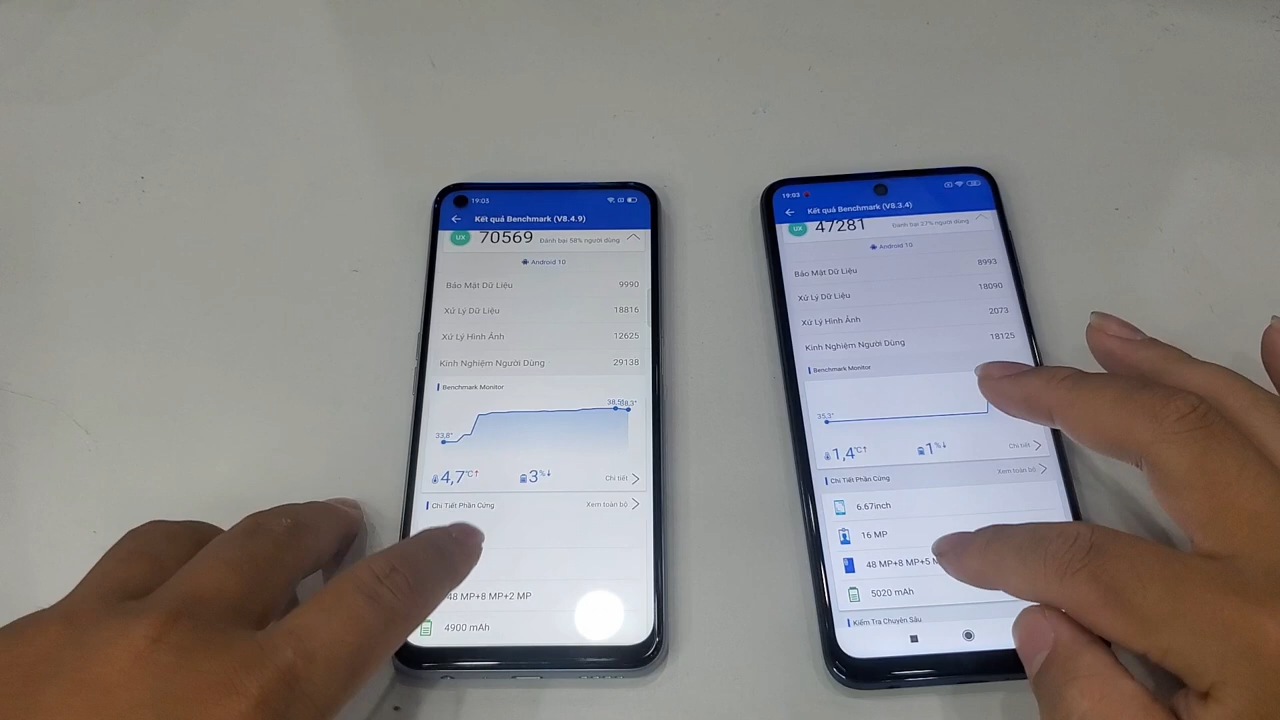 19:03
Kết quả Benchmark (V8.4.9)
UX 70569 Đánh bại 58% người dùng
Android 10
Bảo Mật Dữ Liệu 9990
Xử Lý Dữ Liệu 18816
Xử Lý Hình Ảnh 12625
Kinh Nghiệm Người Dùng 29138
Benchmark Monitor
33,8°
4,7°C↑ 3%↓ Chi tiết
Chi Tiết Phần Cứng Xem toàn bộ
48 MP+8 MP+2 MP
4900 mAh
19:03
Kết quả Benchmark (V8.3.4)
UX 47281 Đánh bại 27% người dùng
Android 10
Bảo Mật Dữ Liệu 8993
Xử Lý Dữ Liệu 18090
Xử Lý Hình Ảnh 2073
Kinh Nghiệm Người Dùng 18125
Benchmark Monitor
35,3°
1,4°C↑ 1%↓ Chi tiết
Chi Tiết Phần Cứng Xem toàn bộ
6.67inch
16 MP
48 MP+8 MP+5 M
5020 mAh
Kiểm Tra Chuyên Sâu